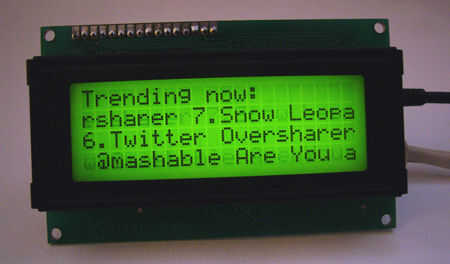 Trending now:
rsharer 7.Snow Leopa
6.Twitter Oversharer
@mashable Are You a